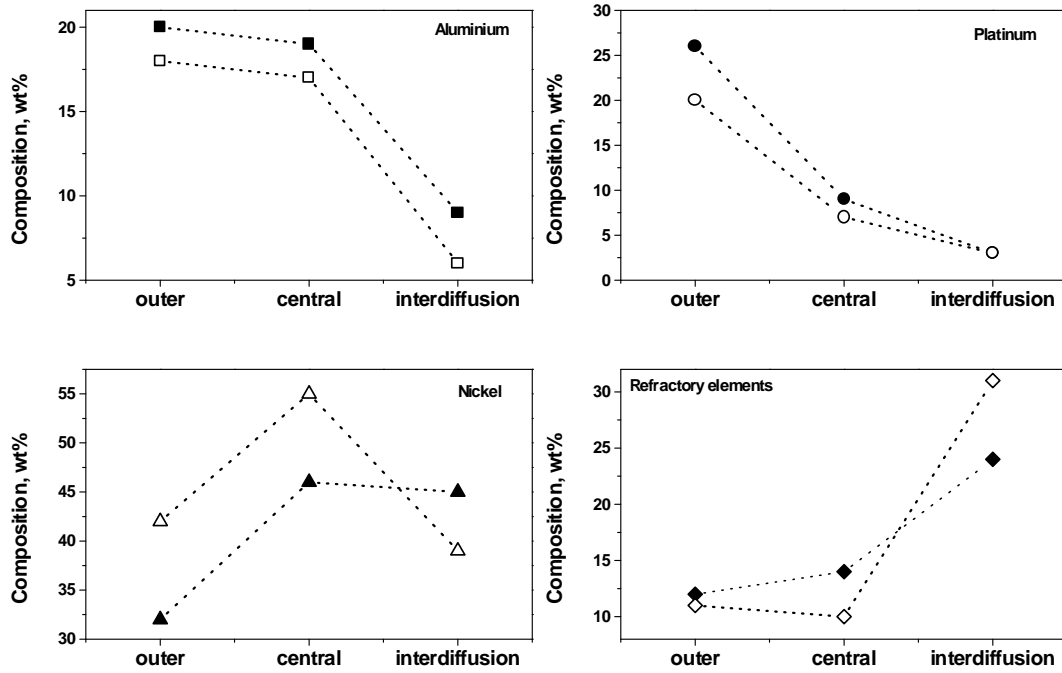 Aluminium
Composition, wt%
20
15
10
5
outer central interdiffusion
Platinum
Composition, wt%
30
25
20
15
10
5
0
outer central interdiffusion
Nickel
Composition, wt%
55
50
45
40
35
30
outer central interdiffusion
Refractory elements
Composition, wt%
30
25
20
15
10
outer central interdiffusion